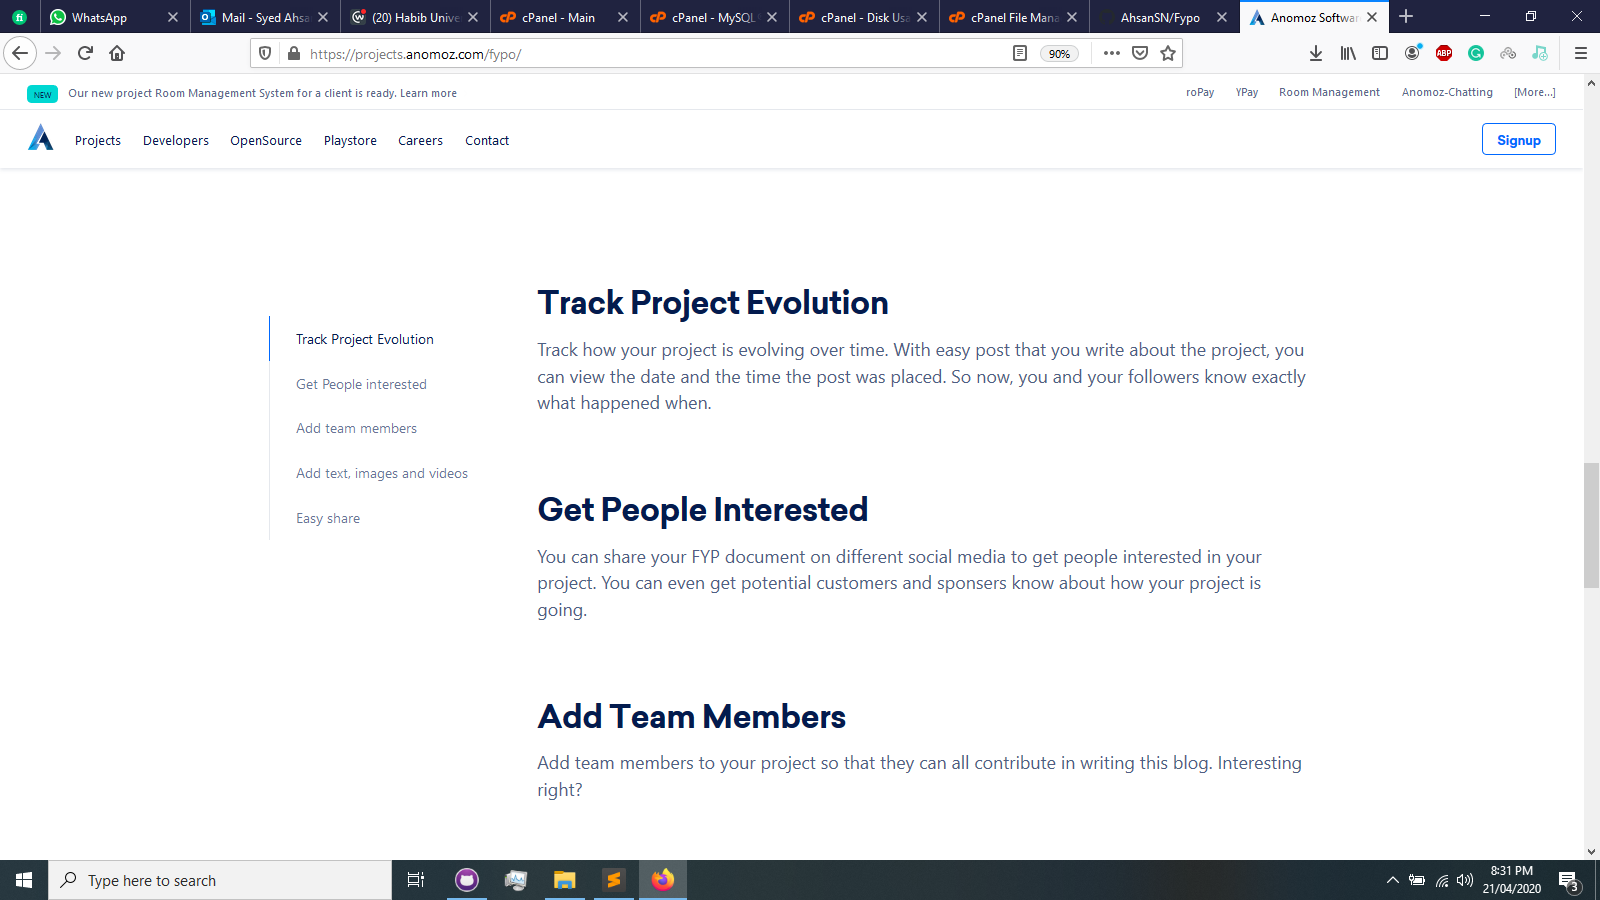 fi
WhatsApp
Mail - Syed Ahsa
(20) Habib Unive
cPanel - Main
cPanel - MySQL
cPanel - Disk Usa
cPanel File Mana
AhsanSN/Fypo
Anomoz Softwar
https://projects.anomoz.com/fypo/
90%
ABP
NEW
Our new project Room Management System for a client is ready. Learn more
roPay
YPay
Room Management
Anomoz-Chatting
[More...]
Projects
Developers
OpenSource
Playstore
Careers
Contact
Signup
Track Project Evolution
Get People interested
Add team members
Add text, images and videos
Easy share
Track Project Evolution
Track how your project is evolving over time. With easy post that you write about the project, you
can view the date and the time the post was placed. So now, you and your followers know exactly
what happened when.
Get People Interested
You can share your FYP document on different social media to get people interested in your
project. You can even get potential customers and sponsers know about how your project is
going.
Add Team Members
Add team members to your project so that they can all contribute in writing this blog. Interesting
right?
Type here to search
8:31 PM
21/04/2020
3